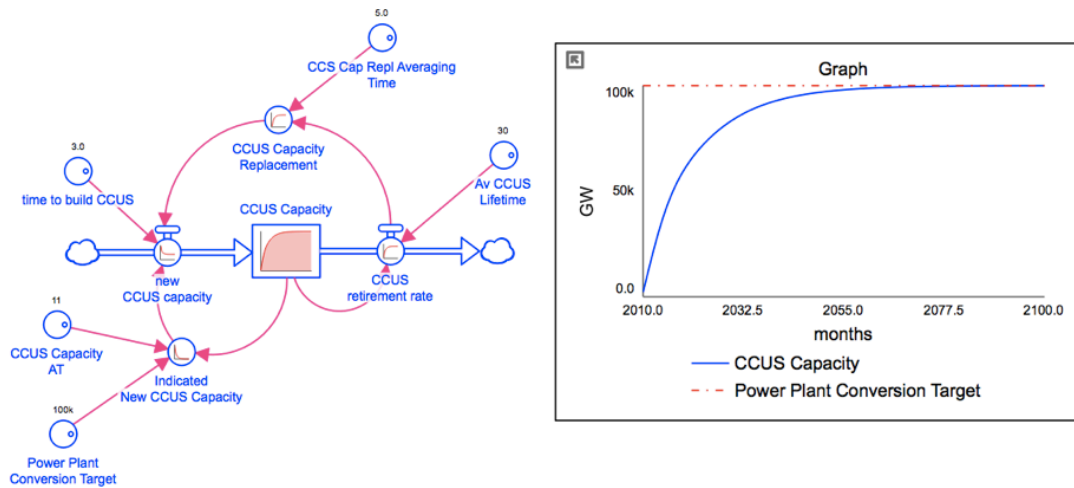 5.0
CCS Cap Repl Averaging
Time
CCUS Capacity
Replacement
3.0
time to build CCUS
30
Av CCUS
Lifetime
CCUS Capacity
new
CCUS capacity
CCUS
retirement rate
11
CCUS Capacity
AT
Indicated
New CCUS Capacity
100k
Power Plant
Conversion Target
Graph
100k
50k
0.0
GW
2010.0 2032.5 2055.0 2077.5 2100.0
months
CCUS Capacity
Power Plant Conversion Target